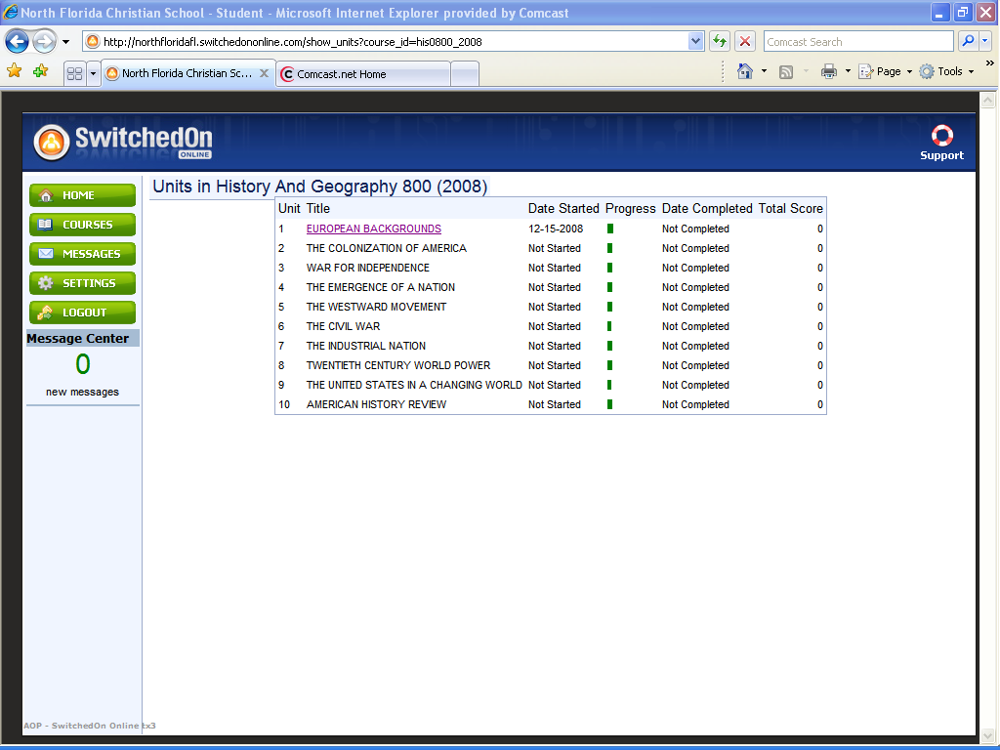 North Florida Christian School - Student - Microsoft Internet Explorer provided by Comcast
http://northfloridafl.switchedononline.com/show_units?course_id=his0800_2008
Comcast Search
North Florida Christian Sc...
Comcast.net Home
Page
Tools
SwitchedOn
ONLINE
Support
HOME
COURSES
MESSAGES
SETTINGS
LOGOUT
Message Center
0
new messages
Units in History And Geography 800 (2008)
Unit Title Date Started Progress Date Completed Total Score
1 EUROPEAN BACKGROUNDS 12-15-2008 Not Completed 0
2 THE COLONIZATION OF AMERICA Not Started Not Completed 0
3 WAR FOR INDEPENDENCE Not Started Not Completed 0
4 THE EMERGENCE OF A NATION Not Started Not Completed 0
5 THE WESTWARD MOVEMENT Not Started Not Completed 0
6 THE CIVIL WAR Not Started Not Completed 0
7 THE INDUSTRIAL NATION Not Started Not Completed 0
8 TWENTIETH CENTURY WORLD POWER Not Started Not Completed 0
9 THE UNITED STATES IN A CHANGING WORLD Not Started Not Completed 0
10 AMERICAN HISTORY REVIEW Not Started Not Completed 0
AOP - SwitchedOn Online tx3